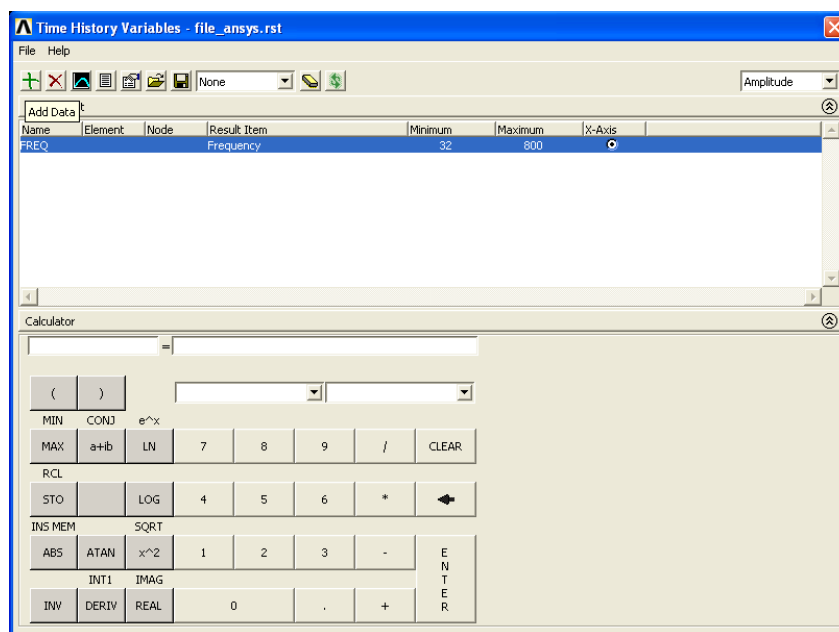 Time History Variables - file_ansys.rst
File Help
None Amplitude
Add Data
Name Element Node Result Item Minimum Maximum X-Axis
FREQ Frequency 32 800
Calculator
=
( )
MIN CONJ e^x
MAX a+ib LN 7 8 9 / CLEAR
RCL
STO LOG 4 5 6 *
INS MEM SQRT
ABS ATAN x^2 1 2 3 - ENTER
INT1 IMAG
INV DERIV REAL 0 . +